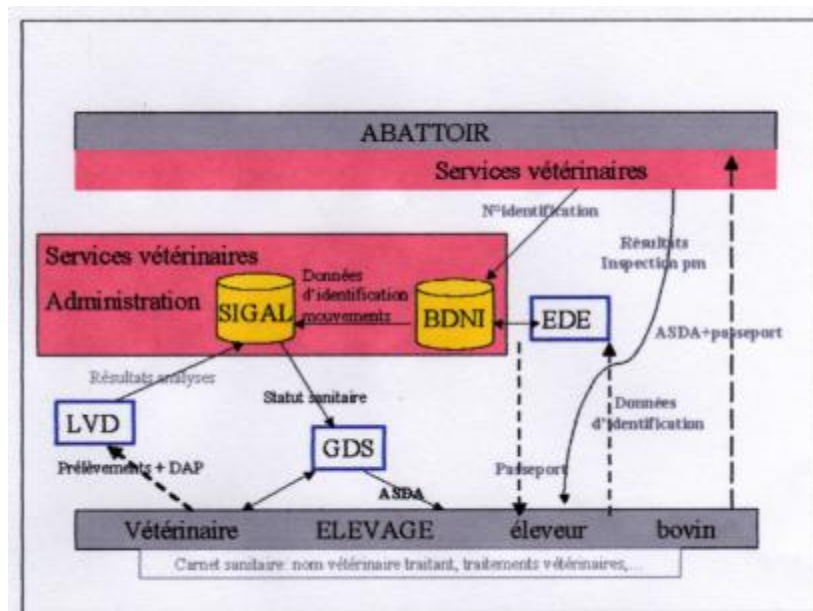 ABATTOIR
Services vétérinaires
N°identification
Résultats
Inspection pm
Services vétérinaires
Administration
SIGAL
Données
d'identification
mouvements
BDNI
EDE
ASDA+passeport
Résultats analyses
Statut sanitaire
LVD
GDS
Données
d'identification
Prélèvements + DAP
Passeport
ASDA
Vétérinaire
ELEVAGE
éleveur
bovin
Carnet sanitaire: nom vétérinaire traitant, traitements vétérinaires,...